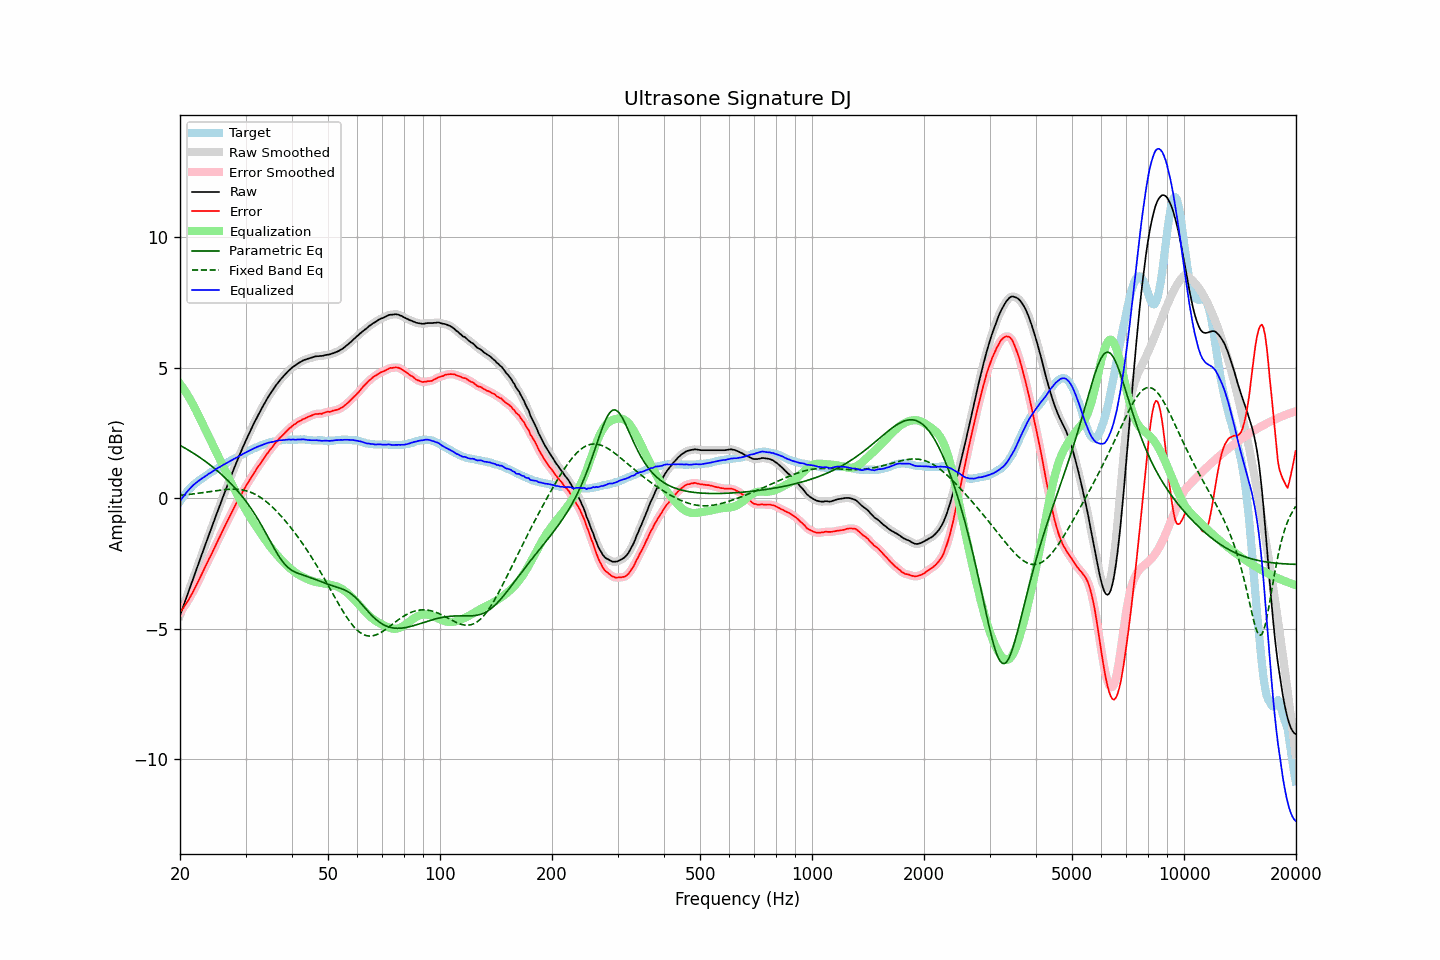 Ultrasone Signature DJ
Target
Raw Smoothed
Error Smoothed
Raw
Error
Equalization
Parametric Eq
Fixed Band Eq
Equalized
Amplitude (dBr)
10
5
0
−5
−10
20
50
100
200
500
1000
2000
5000
10000
20000
Frequency (Hz)